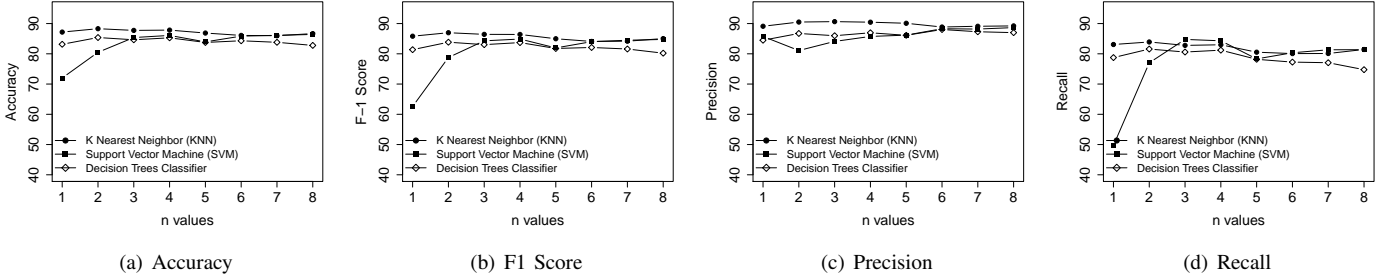 Accuracy
40 50 60 70 80 90
K Nearest Neighbor (KNN)
Support Vector Machine (SVM)
Decision Trees Classifier
1 2 3 4 5 6 7 8
n values
(a) Accuracy
F−1 Score
40 50 60 70 80 90
K Nearest Neighbor (KNN)
Support Vector Machine (SVM)
Decision Trees Classifier
1 2 3 4 5 6 7 8
n values
(b) F1 Score
Precision
40 50 60 70 80 90
K Nearest Neighbor (KNN)
Support Vector Machine (SVM)
Decision Trees Classifier
1 2 3 4 5 6 7 8
n values
(c) Precision
Recall
40 50 60 70 80 90
K Nearest Neighbor (KNN)
Support Vector Machine (SVM)
Decision Trees Classifier
1 2 3 4 5 6 7 8
n values
(d) Recall